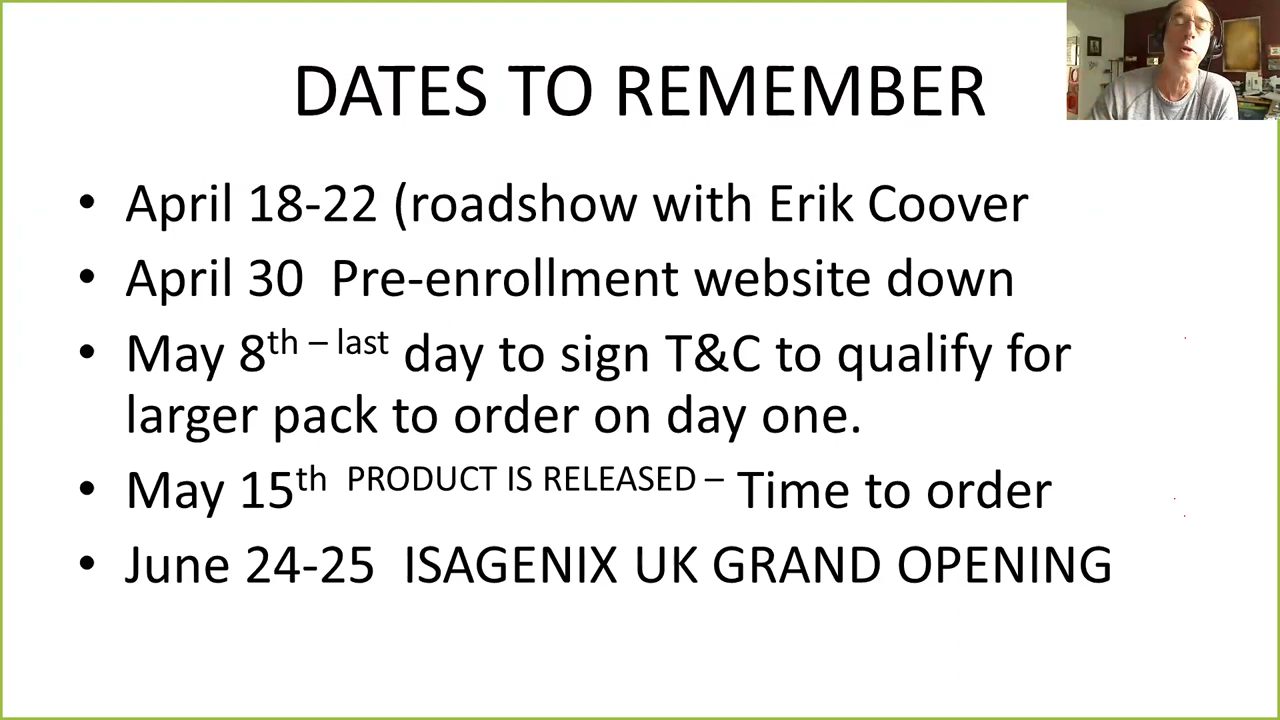 DATES TO REMEMBER
• April 18-22 (roadshow with Erik Coover
• April 30  Pre-enrollment website down
• May 8th – last day to sign T&C to qualify for
larger pack to order on day one.
• May 15th  PRODUCT IS RELEASED – Time to order
• June 24-25  ISAGENIX UK GRAND OPENING